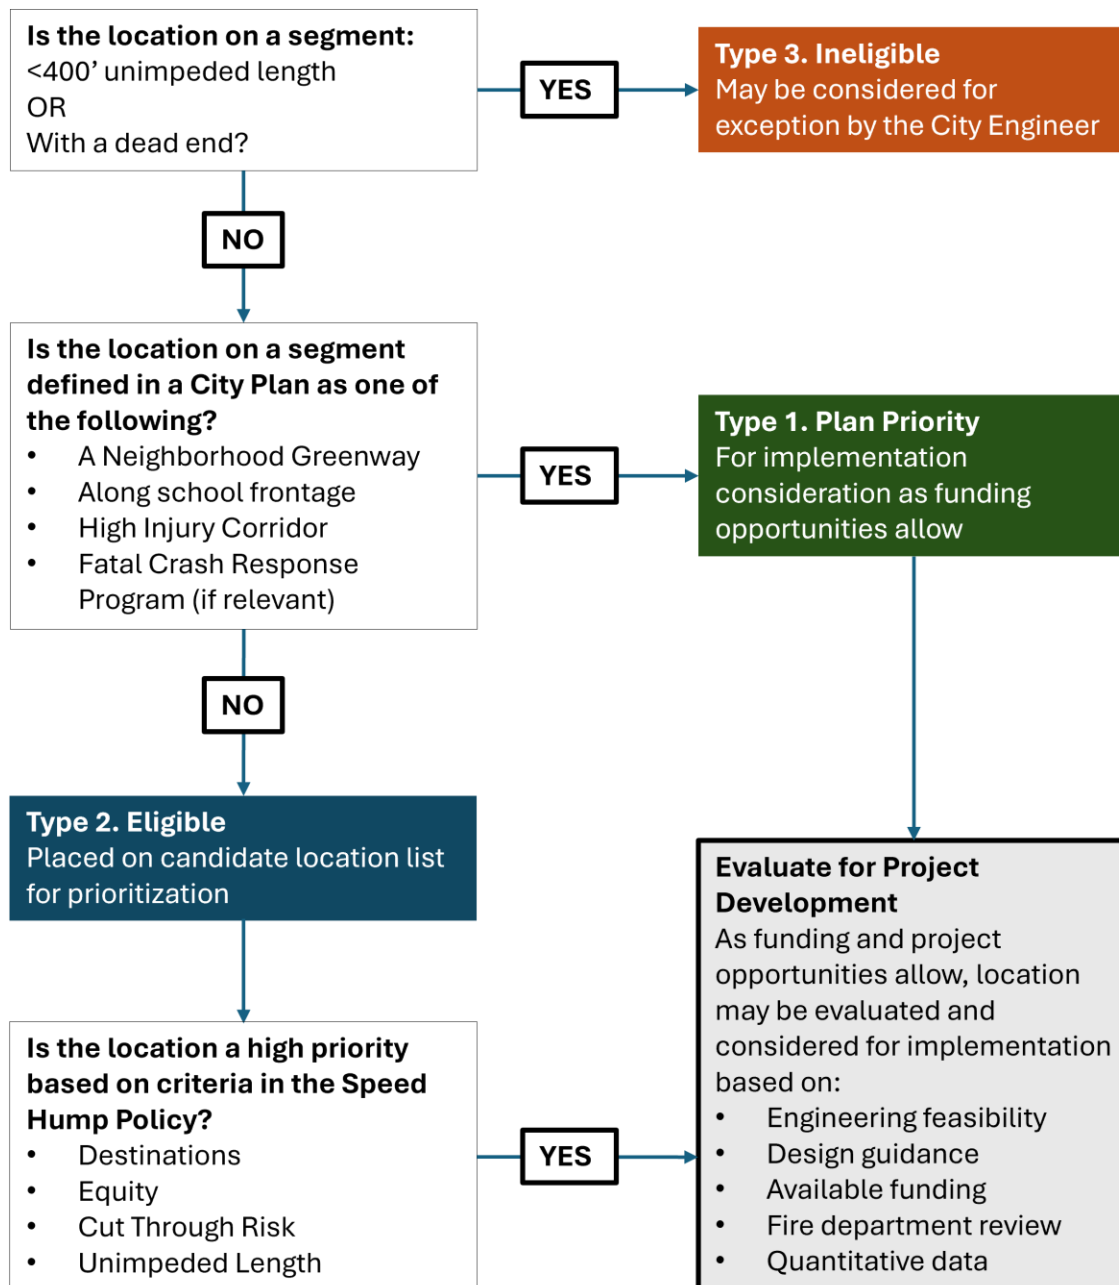 Is the location on a segment:
<400’ unimpeded length
OR
With a dead end?
YES
Type 3. Ineligible
May be considered for
exception by the City Engineer
NO
Is the location on a segment
defined in a City Plan as one of
the following?
• A Neighborhood Greenway
• Along school frontage
• High Injury Corridor
• Fatal Crash Response
Program (if relevant)
YES
Type 1. Plan Priority
For implementation
consideration as funding
opportunities allow
NO
Type 2. Eligible
Placed on candidate location list
for prioritization
Is the location a high priority
based on criteria in the Speed
Hump Policy?
• Destinations
• Equity
• Cut Through Risk
• Unimpeded Length
YES
Evaluate for Project
Development
As funding and project
opportunities allow, location
may be evaluated and
considered for implementation
based on:
• Engineering feasibility
• Design guidance
• Available funding
• Fire department review
• Quantitative data